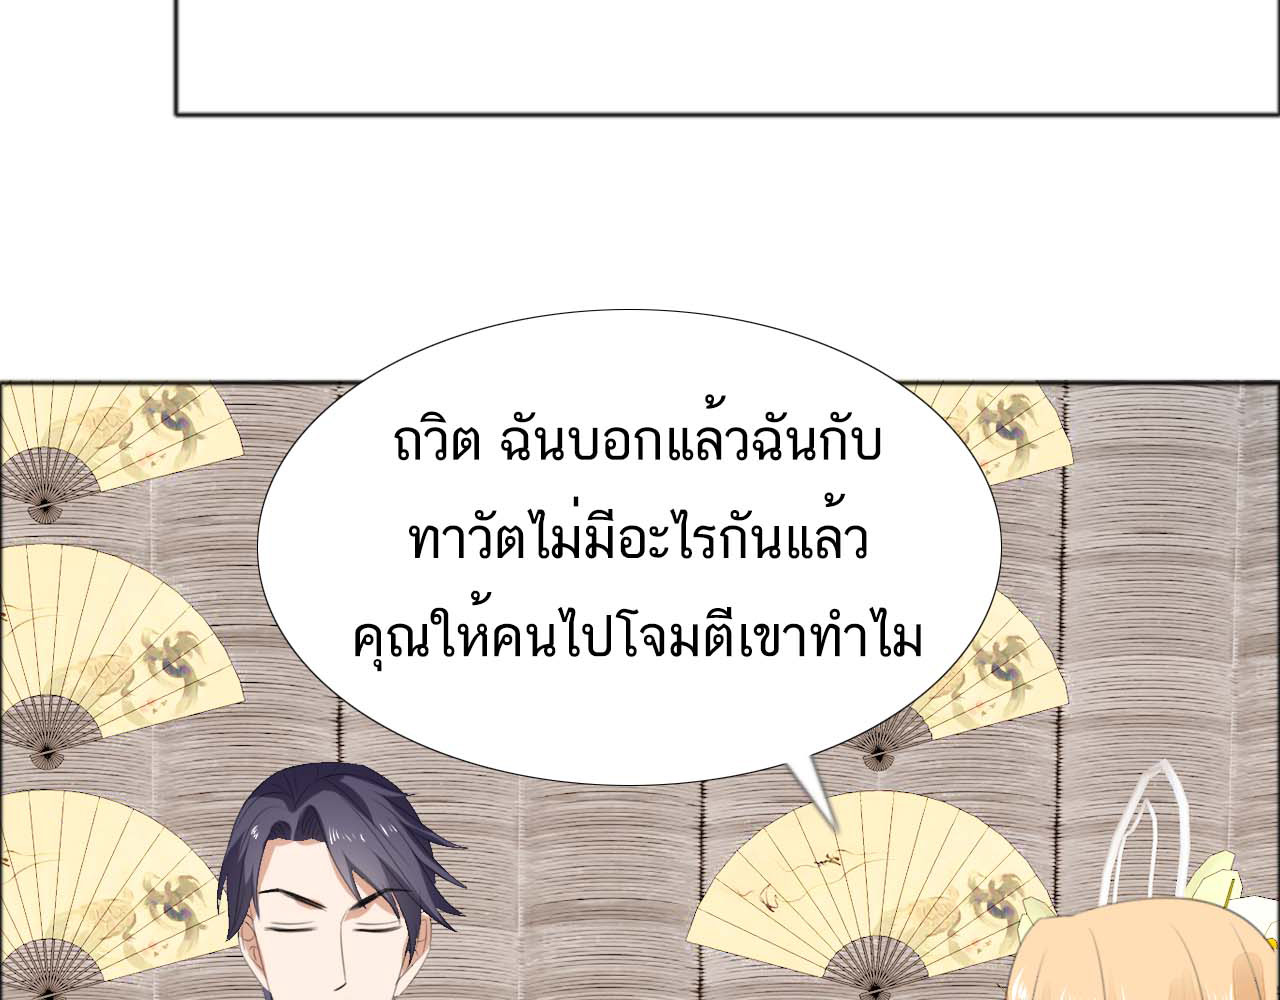 ถวิต ฉันบอกแล้วฉันกับ
ทาวัตไม่มีอะไรกันแล้ว
คุณให้คนไปโจมตีเขาทำไม